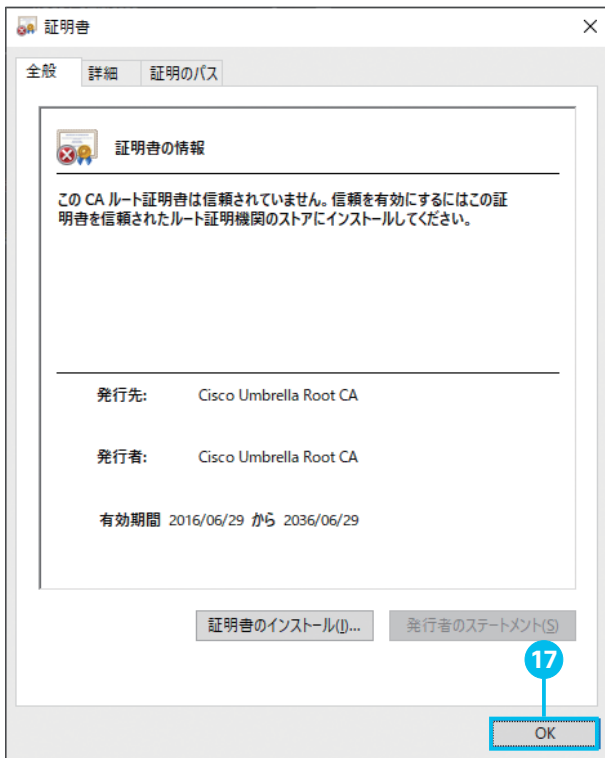 証明書
全般
詳細
証明のパス
証明書の情報
この CA ルート証明書は信頼されていません。信頼を有効にするにはこの証
明書を信頼されたルート証明機関のストアにインストールしてください。
発行先: Cisco Umbrella Root CA
発行者: Cisco Umbrella Root CA
有効期間 2016/06/29 から 2036/06/29
証明書のインストール(I)...
発行者のステートメント(S)
17
OK